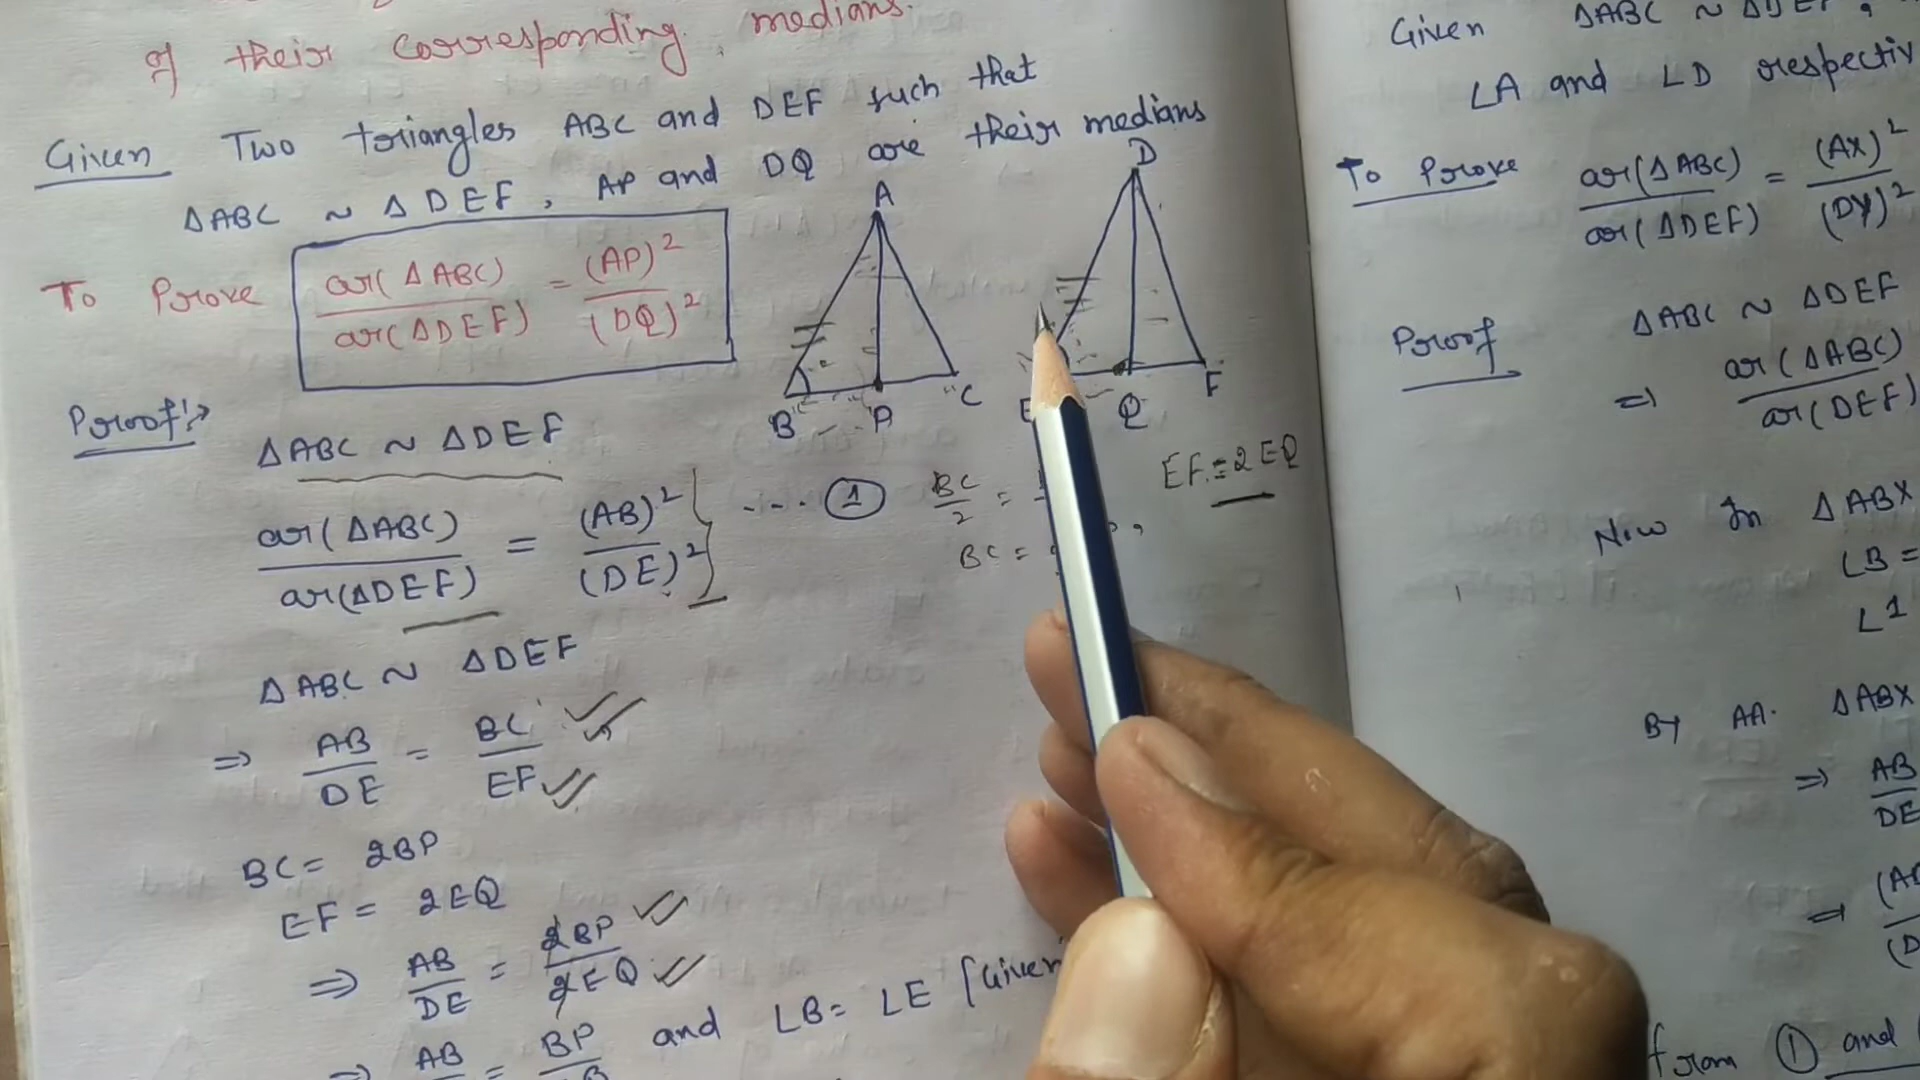 of their corresponding medians.
Given Two triangles ABC and DEF such that
ΔABC ~ ΔDEF, AP and DQ are their medians
To Prove ar(ΔABC)/ar(ΔDEF) = (AP)²/(DQ)²
A
B P C
D
E Q F
Proof:→
ΔABC ~ ΔDEF
ar(ΔABC)/ar(ΔDEF) = (AB)²/(DE)² } .... ①
BC/2 =
BC =
EF = 2EQ
ΔABC ~ ΔDEF
⇒ AB/DE = BC/EF
BC = 2BP
EF = 2EQ
⇒ AB/DE = 2BP/2EQ
⇒ AB = BP and ∠B = ∠E [Given
Given ΔABC ~ ΔDEF,
∠A and ∠D
To Prove ar(ΔABC)/ar(ΔDEF) = (AX)²/(DY)²
Proof ΔABC ~ ΔDEF
⇒ ar(ΔABC)/ar(DEF)
Now In ΔABX
∠B =
∠1
By AA. ΔABX
⇒ AB/DE
⇒
from ① and